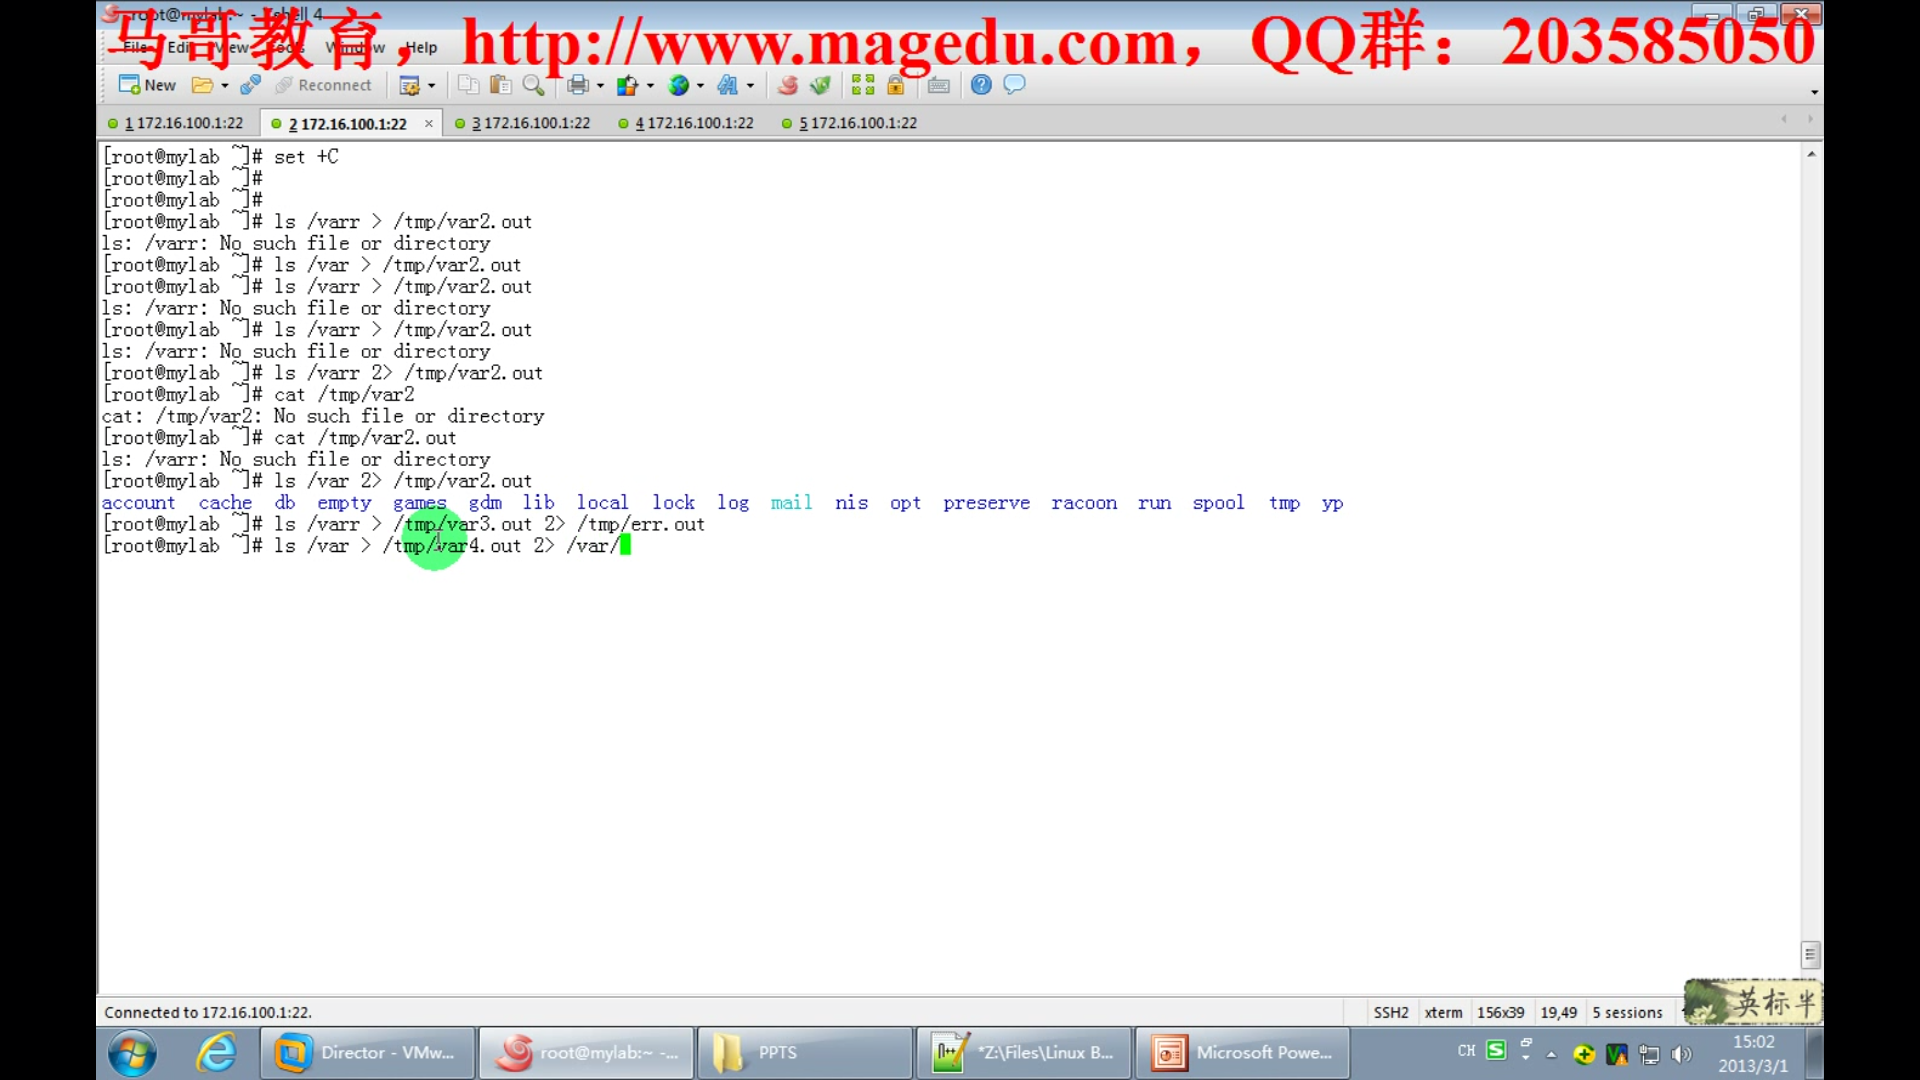 root@mylab:~ - Xshell 4
马哥教育，http://www.magedu.com，QQ群：203585050
File Edit View Tools Window Help
New Reconnect
1 172.16.100.1:22 2 172.16.100.1:22 × 3 172.16.100.1:22 4 172.16.100.1:22 5 172.16.100.1:22
[root@mylab ~]# set +C
[root@mylab ~]#
[root@mylab ~]#
[root@mylab ~]# ls /varr > /tmp/var2.out
ls: /varr: No such file or directory
[root@mylab ~]# ls /var > /tmp/var2.out
[root@mylab ~]# ls /varr > /tmp/var2.out
ls: /varr: No such file or directory
[root@mylab ~]# ls /varr > /tmp/var2.out
ls: /varr: No such file or directory
[root@mylab ~]# ls /varr 2> /tmp/var2.out
[root@mylab ~]# cat /tmp/var2
cat: /tmp/var2: No such file or directory
[root@mylab ~]# cat /tmp/var2.out
ls: /varr: No such file or directory
[root@mylab ~]# ls /var 2> /tmp/var2.out
account cache db empty games gdm lib local lock log mail nis opt preserve racoon run spool tmp yp
[root@mylab ~]# ls /varr > /tmp/var3.out 2> /tmp/err.out
[root@mylab ~]# ls /var > /tmp/var4.out 2> /var/
Connected to 172.16.100.1:22. SSH2 xterm 156x39 19,49 5 sessions
英标半
Director - VMw... root@mylab:~ -... PPTS *Z:\Files\Linux B... Microsoft Powe... CH 15:02
2013/3/1